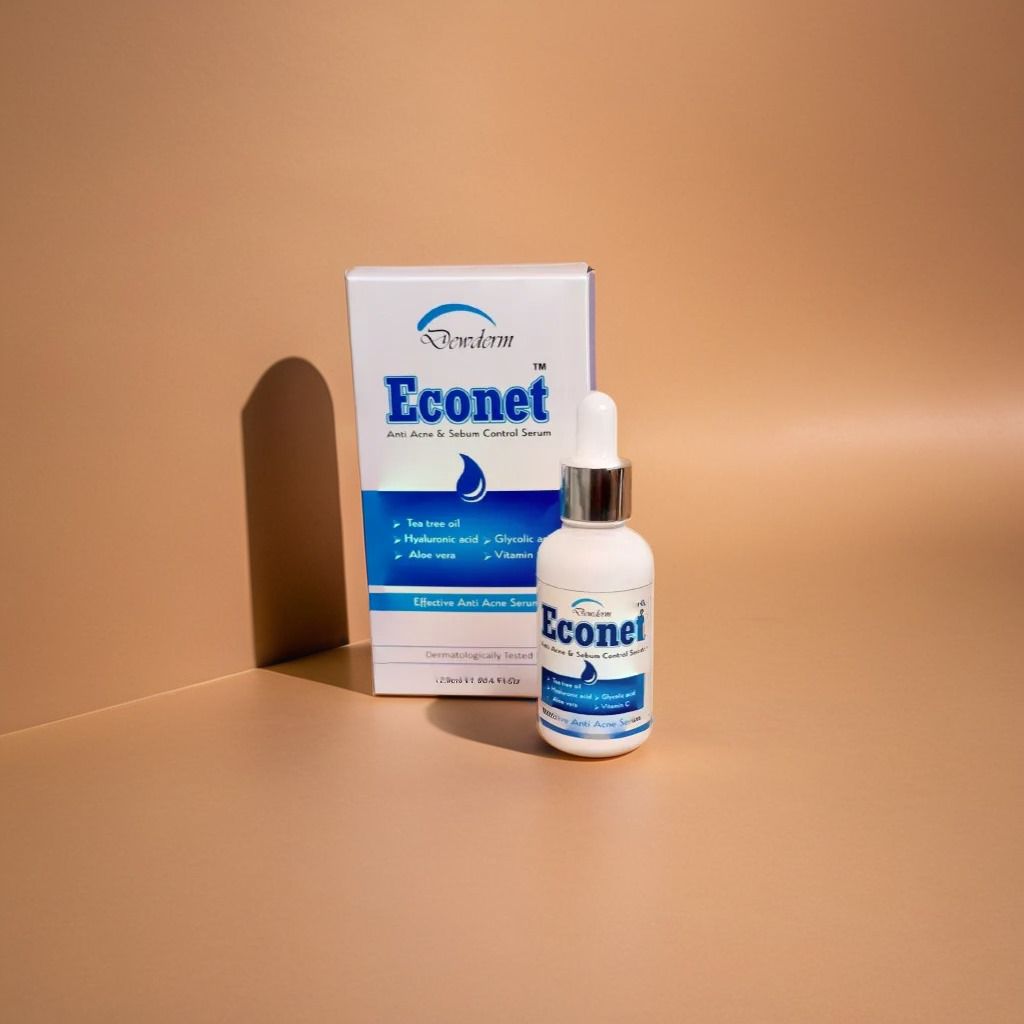 Dewderm
TM
Econet
Anti Acne & Sebum Control Serum
Tea tree oil
Hyaluronic acid
Glycolic
Aloe vera
Vitamin
Effective Anti Acne Serum
Dermatologically Tested
Dewderm
Econet
Acne & Sebum Control
Tea tree oil
Hyaluronic acid
Glycolic acid
Aloe vera
Vitamin C
Anti Acne Serum